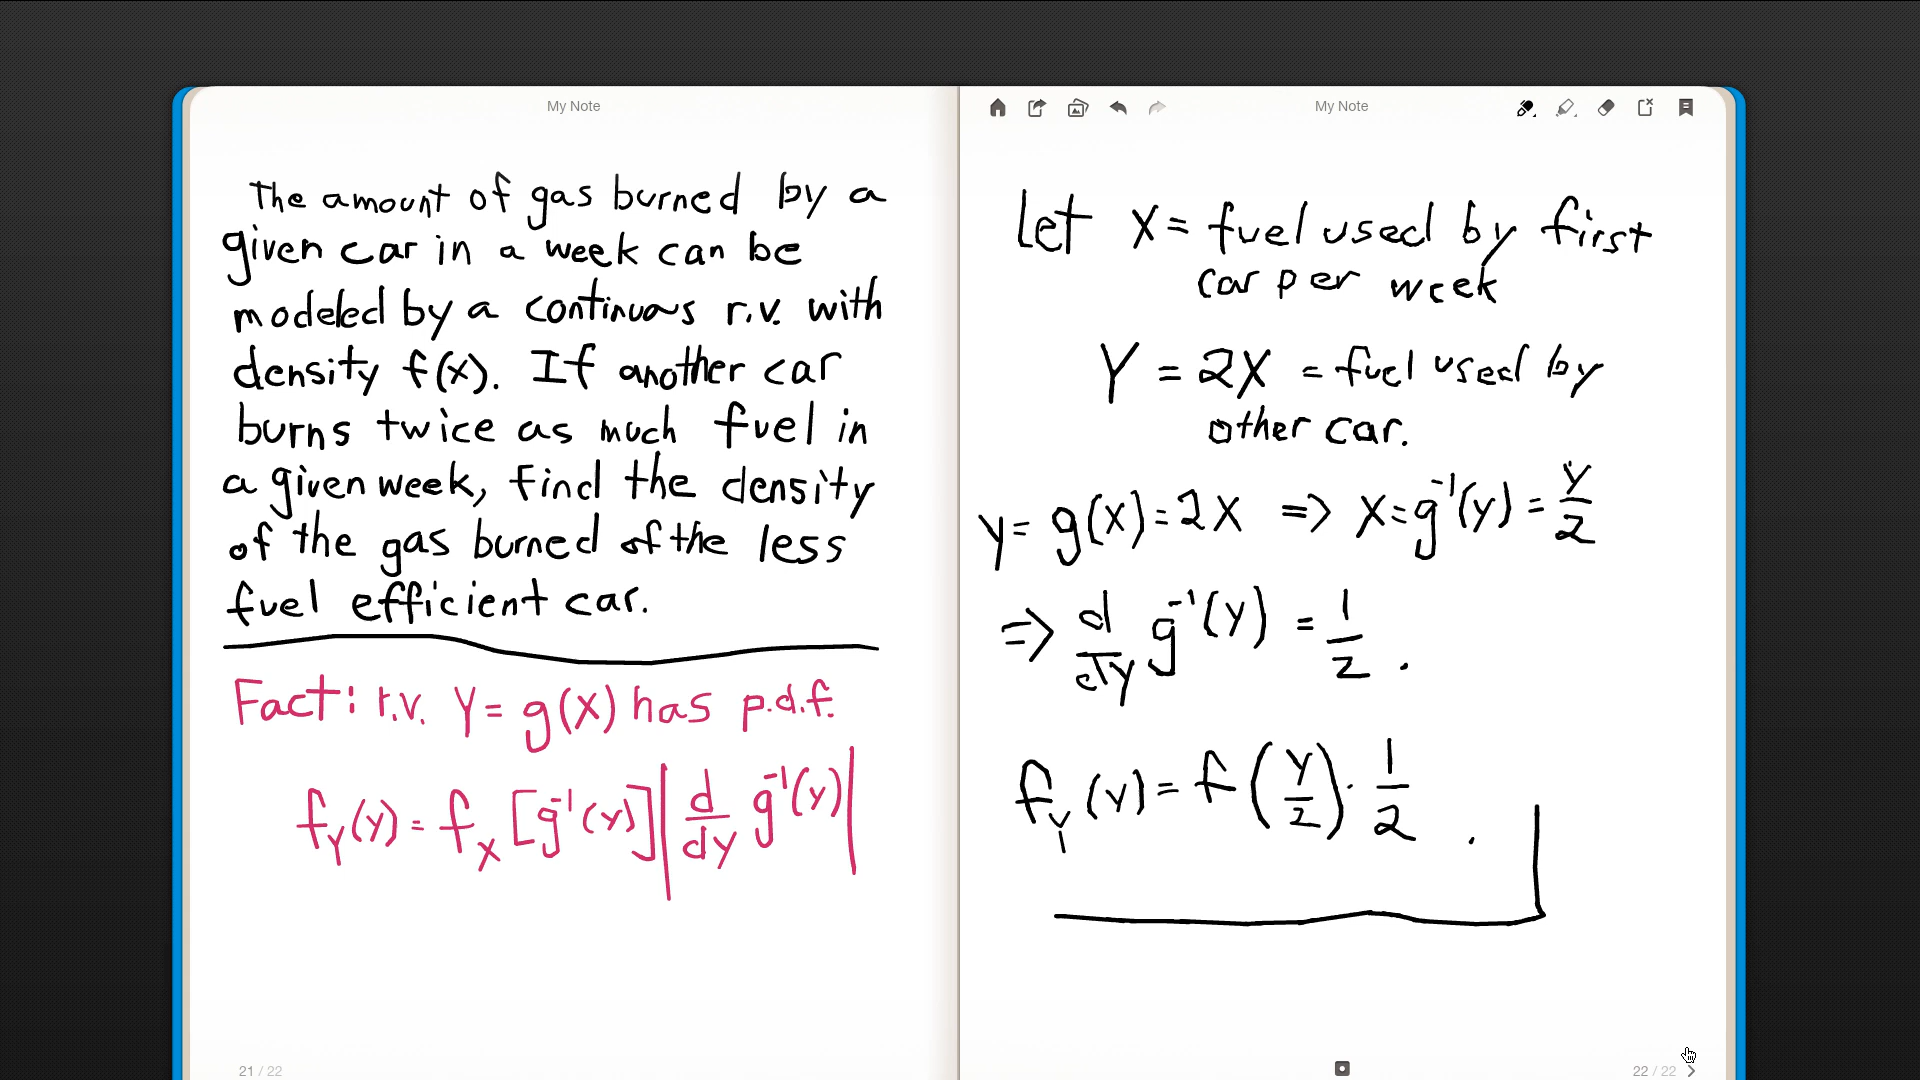 My Note
The amount of gas burned by a
given car in a week can be
modeled by a continuous r.v. with
density f(x). If another car
burns twice as much fuel in
a given week, find the density
of the gas burned of the less
fuel efficient car.
Fact: r.v. Y = g(X) has p.d.f.
f_Y(y) = f_X [g⁻¹(y)] | d/dy g⁻¹(y) |
21 / 22
My Note
Let X = fuel used by first
car per week
Y = 2X = fuel used by
other car.
y = g(x) = 2x ⇒ x = g⁻¹(y) = y/2
⇒ d/dy g⁻¹(y) = 1/2 .
f_Y(y) = f(y/2) · 1/2 .
22 / 22